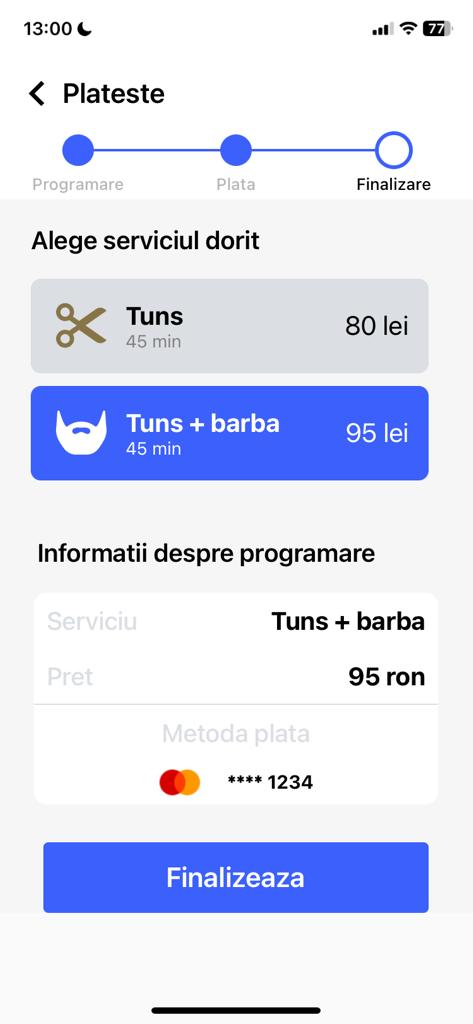 13:00
77
Plateste
Programare Plata Finalizare
Alege serviciul dorit
Tuns
45 min
80 lei
Tuns + barba
45 min
95 lei
Informatii despre programare
Serviciu Tuns + barba
Pret 95 ron
Metoda plata
**** 1234
Finalizeaza